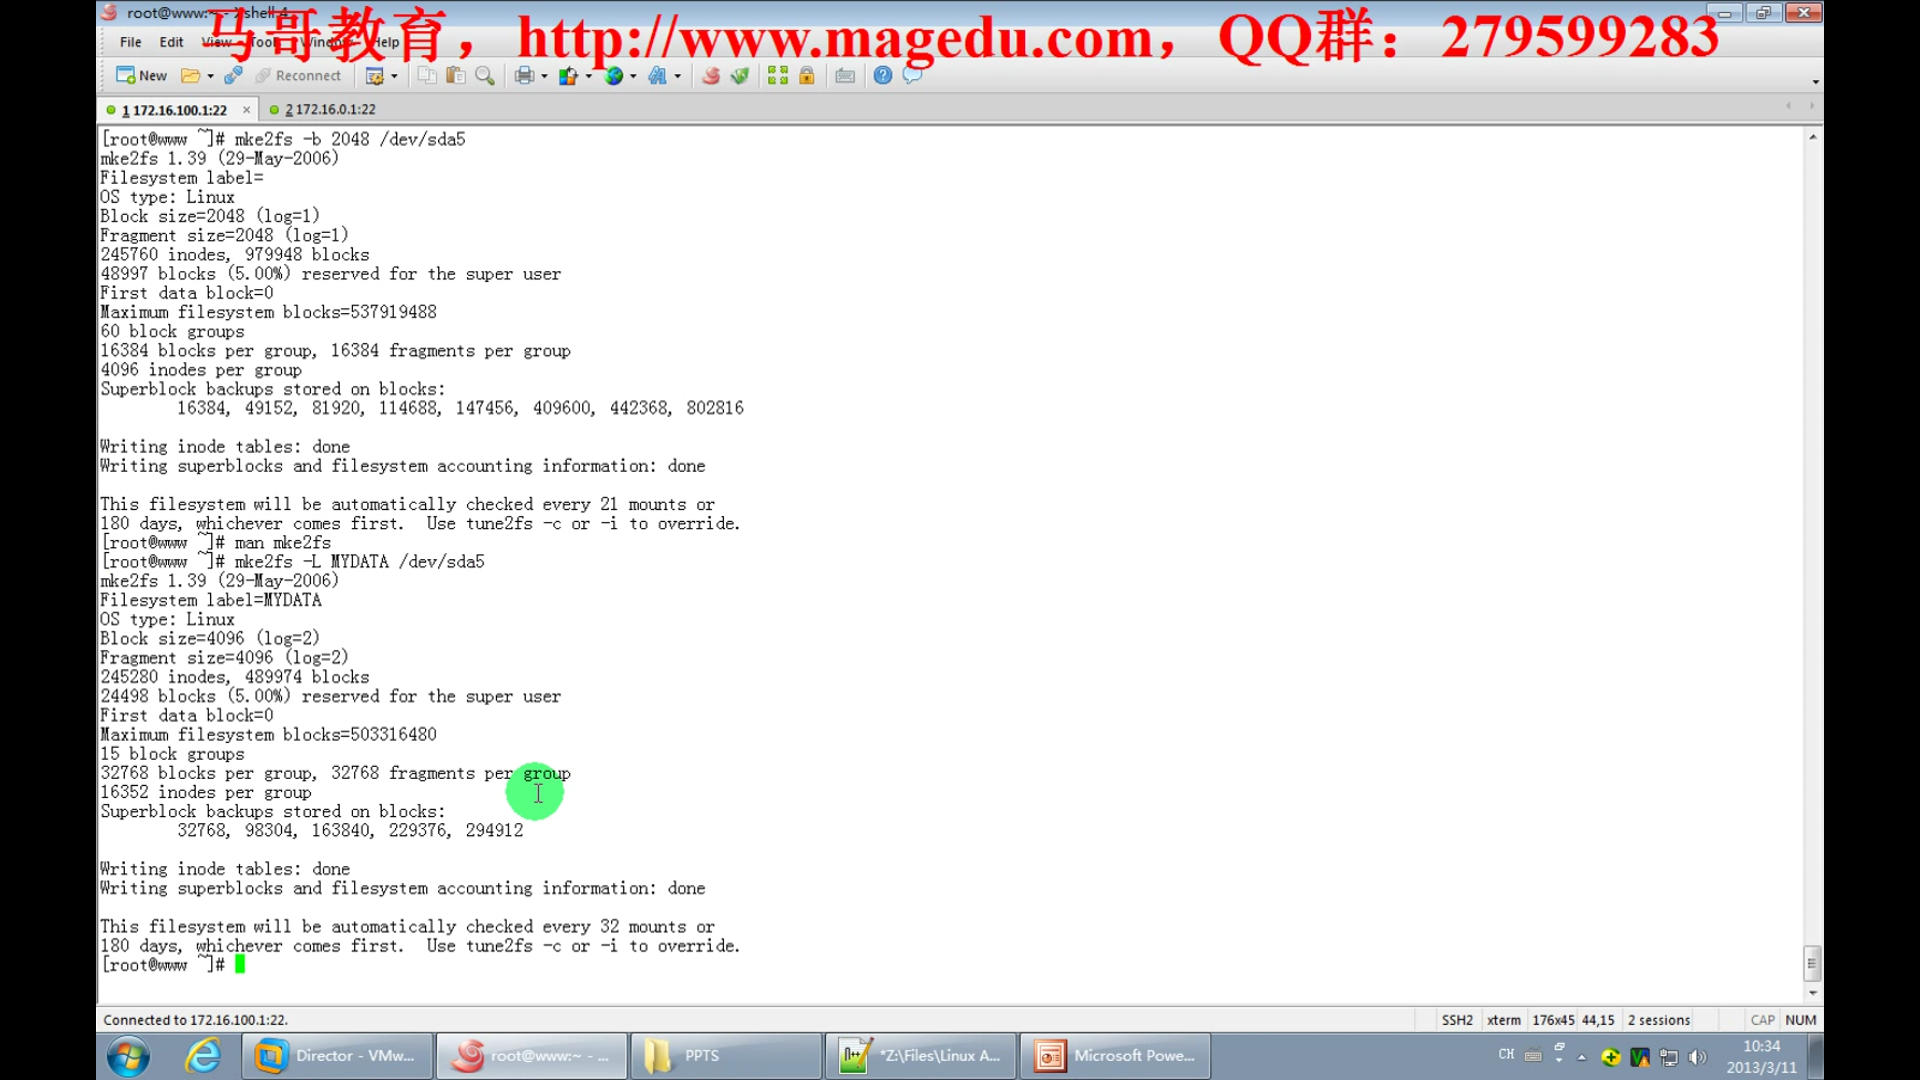 root@www:~ - Xshell 4
马哥教育，http://www.magedu.com，QQ群：279599283
File Edit View Tools Window Help
New Reconnect
1 172.16.100.1:22 × 2 172.16.0.1:22
[root@www ~]# mke2fs -b 2048 /dev/sda5
mke2fs 1.39 (29-May-2006)
Filesystem label=
OS type: Linux
Block size=2048 (log=1)
Fragment size=2048 (log=1)
245760 inodes, 979948 blocks
48997 blocks (5.00%) reserved for the super user
First data block=0
Maximum filesystem blocks=537919488
60 block groups
16384 blocks per group, 16384 fragments per group
4096 inodes per group
Superblock backups stored on blocks:
16384, 49152, 81920, 114688, 147456, 409600, 442368, 802816
Writing inode tables: done
Writing superblocks and filesystem accounting information: done
This filesystem will be automatically checked every 21 mounts or
180 days, whichever comes first.  Use tune2fs -c or -i to override.
[root@www ~]# man mke2fs
[root@www ~]# mke2fs -L MYDATA /dev/sda5
mke2fs 1.39 (29-May-2006)
Filesystem label=MYDATA
OS type: Linux
Block size=4096 (log=2)
Fragment size=4096 (log=2)
245280 inodes, 489974 blocks
24498 blocks (5.00%) reserved for the super user
First data block=0
Maximum filesystem blocks=503316480
15 block groups
32768 blocks per group, 32768 fragments per group
16352 inodes per group
Superblock backups stored on blocks:
32768, 98304, 163840, 229376, 294912
Writing inode tables: done
Writing superblocks and filesystem accounting information: done
This filesystem will be automatically checked every 32 mounts or
180 days, whichever comes first.  Use tune2fs -c or -i to override.
[root@www ~]#
Connected to 172.16.100.1:22. SSH2 xterm 176x45 44,15 2 sessions CAP NUM
Director - VMw... root@www:~ - ... PPTS *Z:\Files\Linux A... Microsoft Powe... CH 10:34
2013/3/11